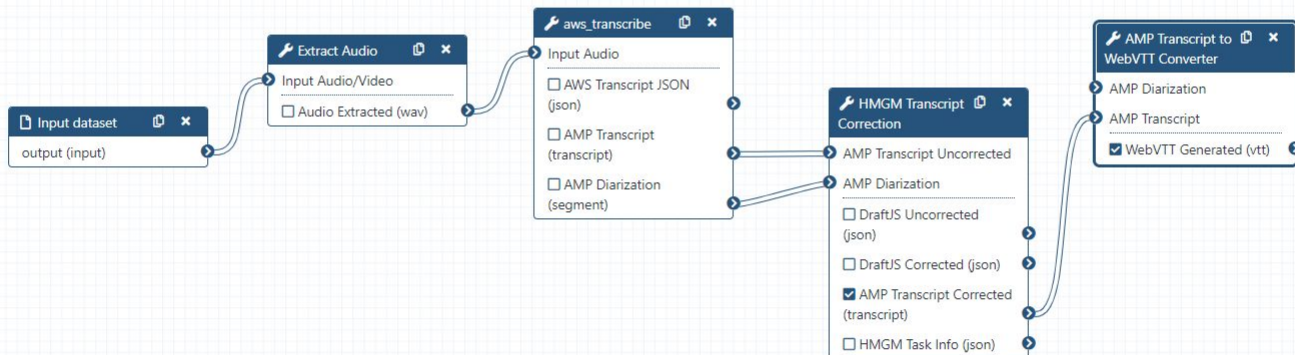 Input dataset
output (input)
Extract Audio
Input Audio/Video
Audio Extracted (wav)
aws_transcribe
Input Audio
AWS Transcript JSON
(json)
AMP Transcript
(transcript)
AMP Diarization
(segment)
HMGM Transcript
Correction
AMP Transcript Uncorrected
AMP Diarization
DraftJS Uncorrected
(json)
DraftJS Corrected (json)
AMP Transcript Corrected
(transcript)
HMGM Task Info (json)
AMP Transcript to
WebVTT Converter
AMP Diarization
AMP Transcript
WebVTT Generated (vtt)